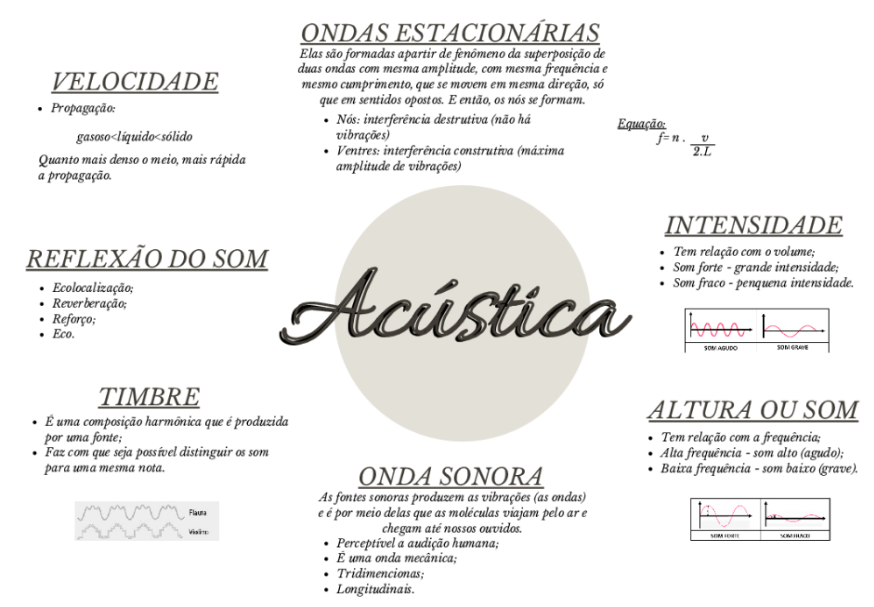 ONDAS ESTACIONÁRIAS
Elas são formadas apartir de fenómeno da superposição de
duas ondas com mesma amplitude, com mesma frequência e
mesmo cumprimento, que se movem em mesma direção, só
que em sentidos opostos. E então, os nós se formam.
• Nós: interferência destrutiva (não há
vibrações)
• Ventres: interferência construtiva (máxima
amplitude de vibrações)
Equação:
f= n . v
2.L
VELOCIDADE
• Propagação:
gasoso<líquido<sólido
Quanto mais denso o meio, mais rápida
a propagação.
INTENSIDADE
• Tem relação com o volume;
• Som forte - grande intensidade;
• Som fraco - penquena intensidade.
SOM AGUDO
SOM GRAVE
REFLEXÃO DO SOM
• Ecolocalização;
• Reverberação;
• Reforço;
• Eco.
Acústica
TIMBRE
• É uma composição harmônica que é produzida
por uma fonte;
• Faz com que seja possível distinguir os som
para uma mesma nota.
Flauta
Violino
ALTURA OU SOM
• Tem relação com a frequência;
• Alta frequência - som alto (agudo);
• Baixa frequência - som baixo (grave).
SOM FORTE
SOM FRACO
ONDA SONORA
As fontes sonoras produzem as vibrações (as ondas)
e é por meio delas que as moléculas viajam pelo ar e
chegam até nossos ouvidos.
• Perceptível a audição humana;
• É uma onda mecânica;
• Tridimencionas;
• Longitudinais.